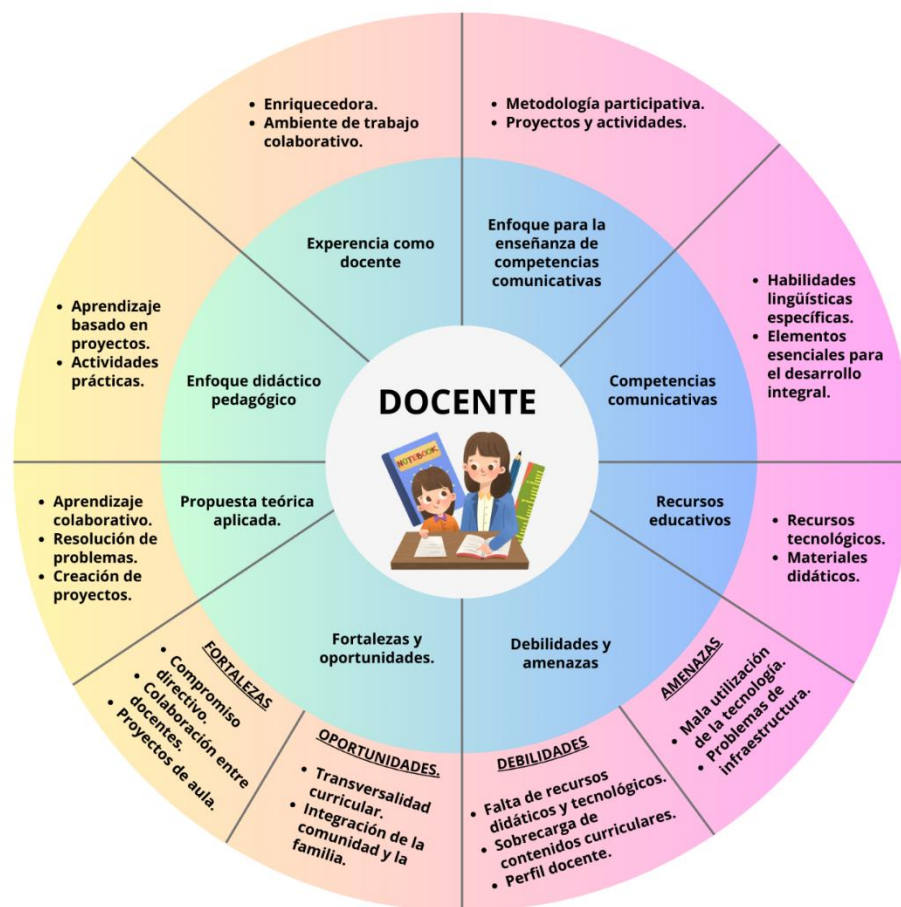 DOCENTE
NOTEBOOK
Experencia como
docente
• Enriquecedora.
• Ambiente de trabajo
colaborativo.
Enfoque para la
enseñanza de
competencias
comunicativas
• Metodología participativa.
• Proyectos y actividades.
Competencias
comunicativas
• Habilidades
lingüísticas
específicas.
• Elementos
esenciales para
el desarrollo
integral.
Recursos
educativos
• Recursos
tecnológicos.
• Materiales
didáticos.
Debilidades y
amenazas
AMENAZAS
• Mala utilización
de la tecnología.
• Problemas de
infraestructura.
DEBILIDADES
• Falta de recursos
didáticos y tecnológicos.
• Sobrecarga de
contenidos curriculares.
• Perfil docente.
Fortalezas y
oportunidades.
OPORTUNIDADES.
• Transversalidad
curricular.
• Integración de la
comunidad y la
familia.
FORTALEZAS
• Compromiso
directivo.
• Colaboración entre
docentes.
• Proyectos de aula.
Propuesta teórica
aplicada.
• Aprendizaje
colaborativo.
• Resolución de
problemas.
• Creación de
proyectos.
Enfoque didáctico
pedagógico
• Aprendizaje
basado en
proyectos.
• Actividades
prácticas.